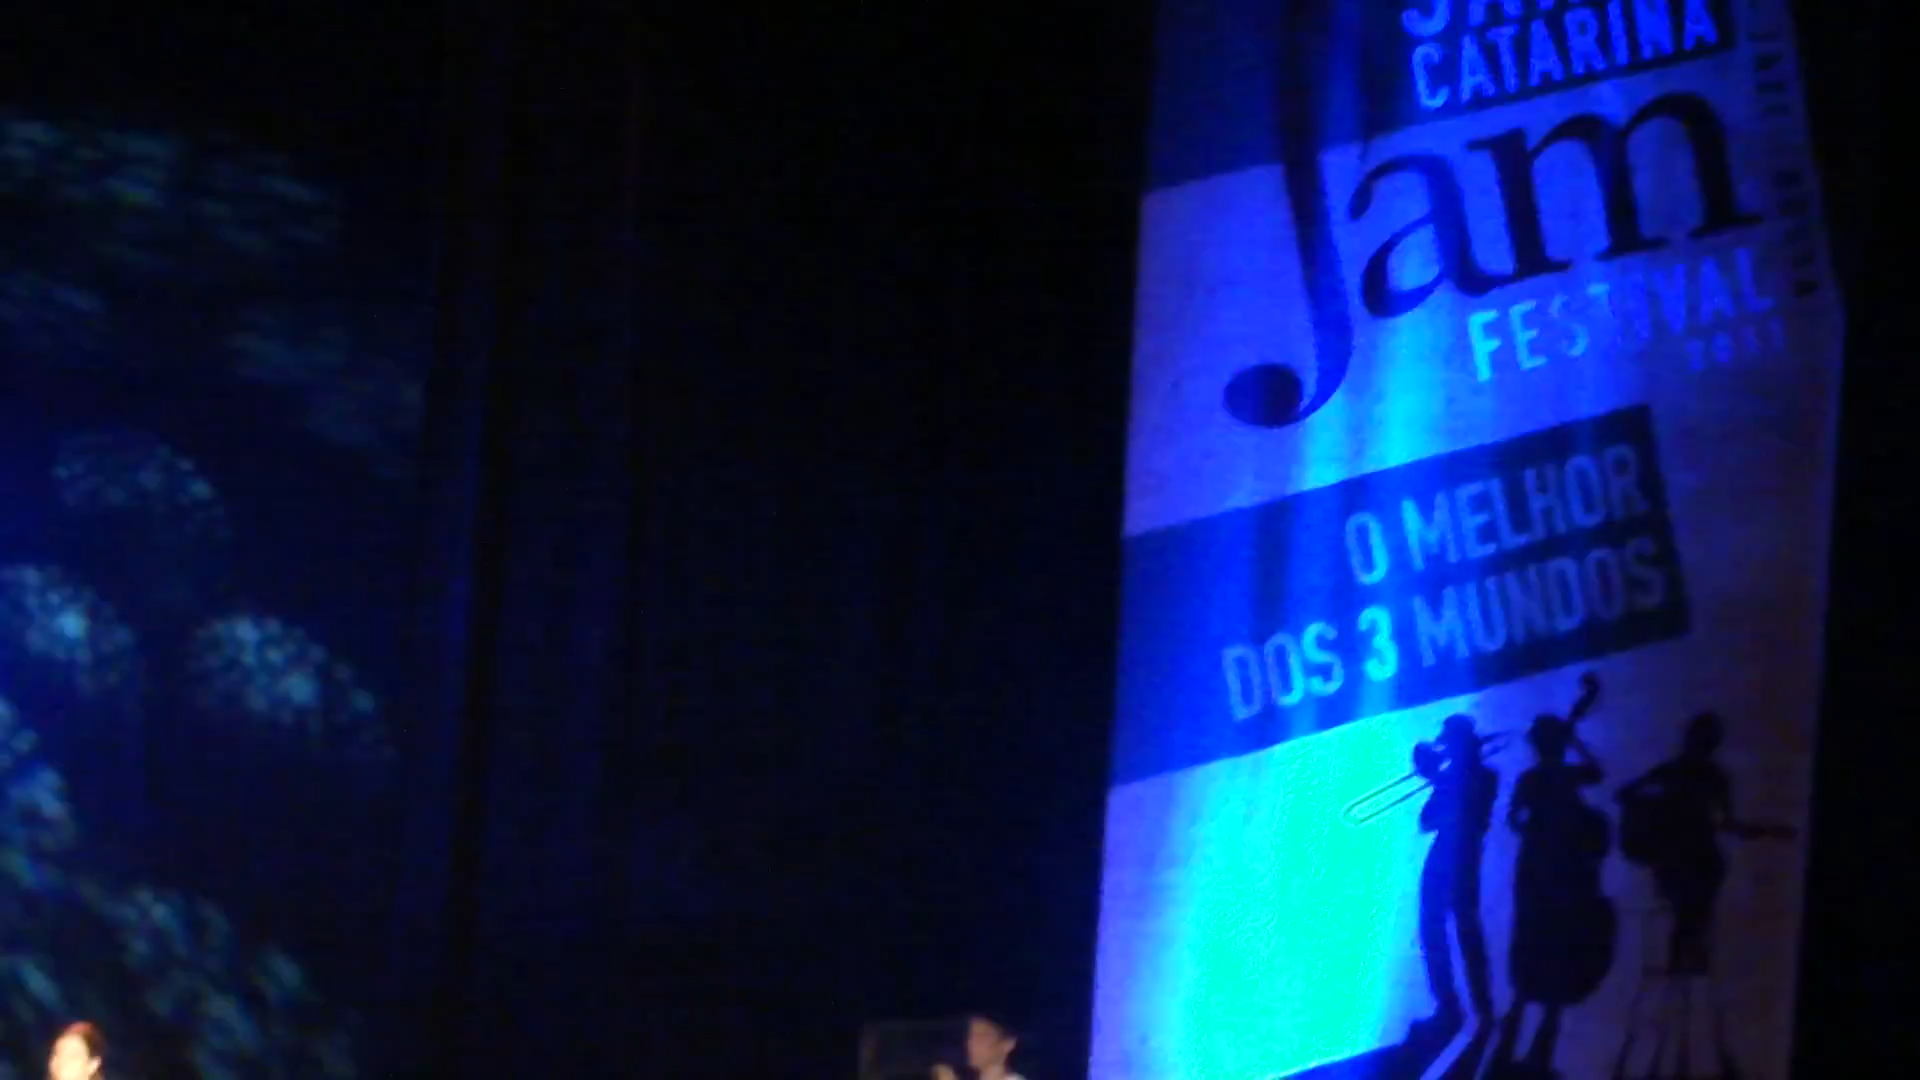 CATARINA
Jam
FESTIVAL
O MELHOR
DOS 3 MUNDOS